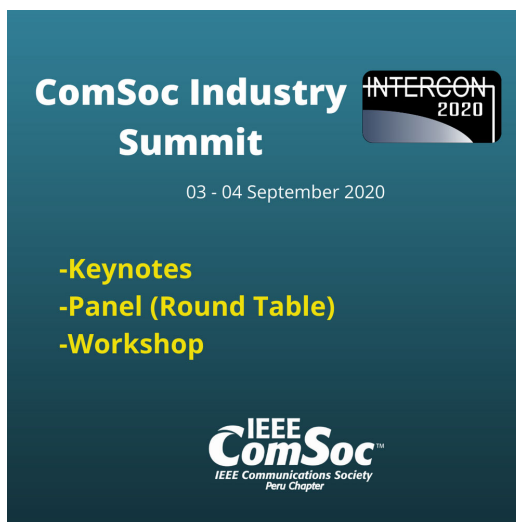 ComSoc Industry
Summit
INTERCON
2020
03 - 04 September 2020
-Keynotes
-Panel (Round Table)
-Workshop
IEEE
ComSoc™
IEEE Communications Society
Peru Chapter